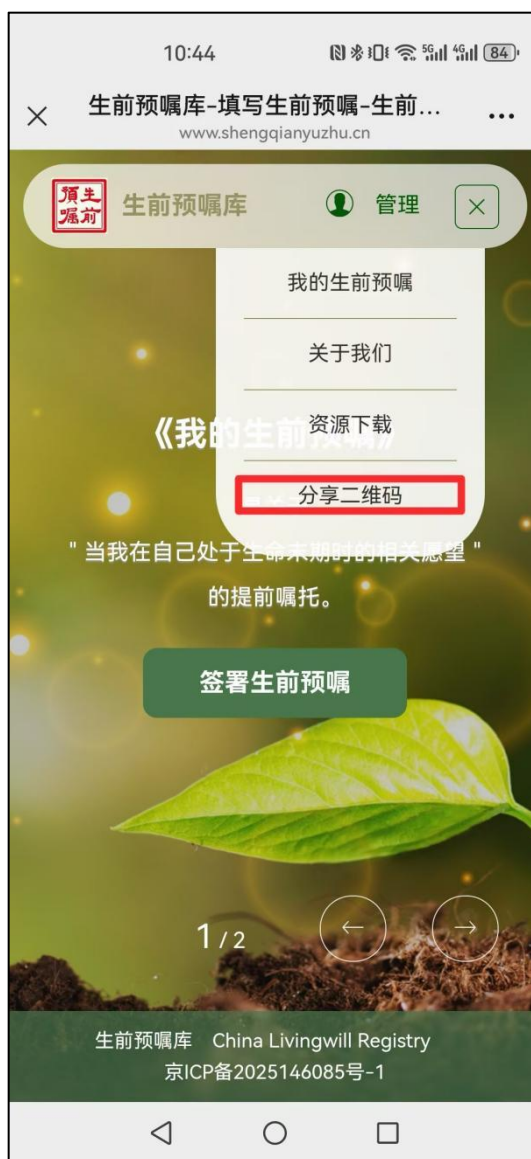 10:44
5G 4G 84
生前预嘱库-填写生前预嘱-生前...
www.shengqianyuzhu.cn
生前預嘱
生前预嘱库 管理
我的生前预嘱
关于我们
资源下载
《我的生前预嘱》
分享二维码
"当我在自己处于生命末期时的相关愿望"
的提前嘱托。
签署生前预嘱
1 / 2
生前预嘱库 China Livingwill Registry
京ICP备2025146085号-1